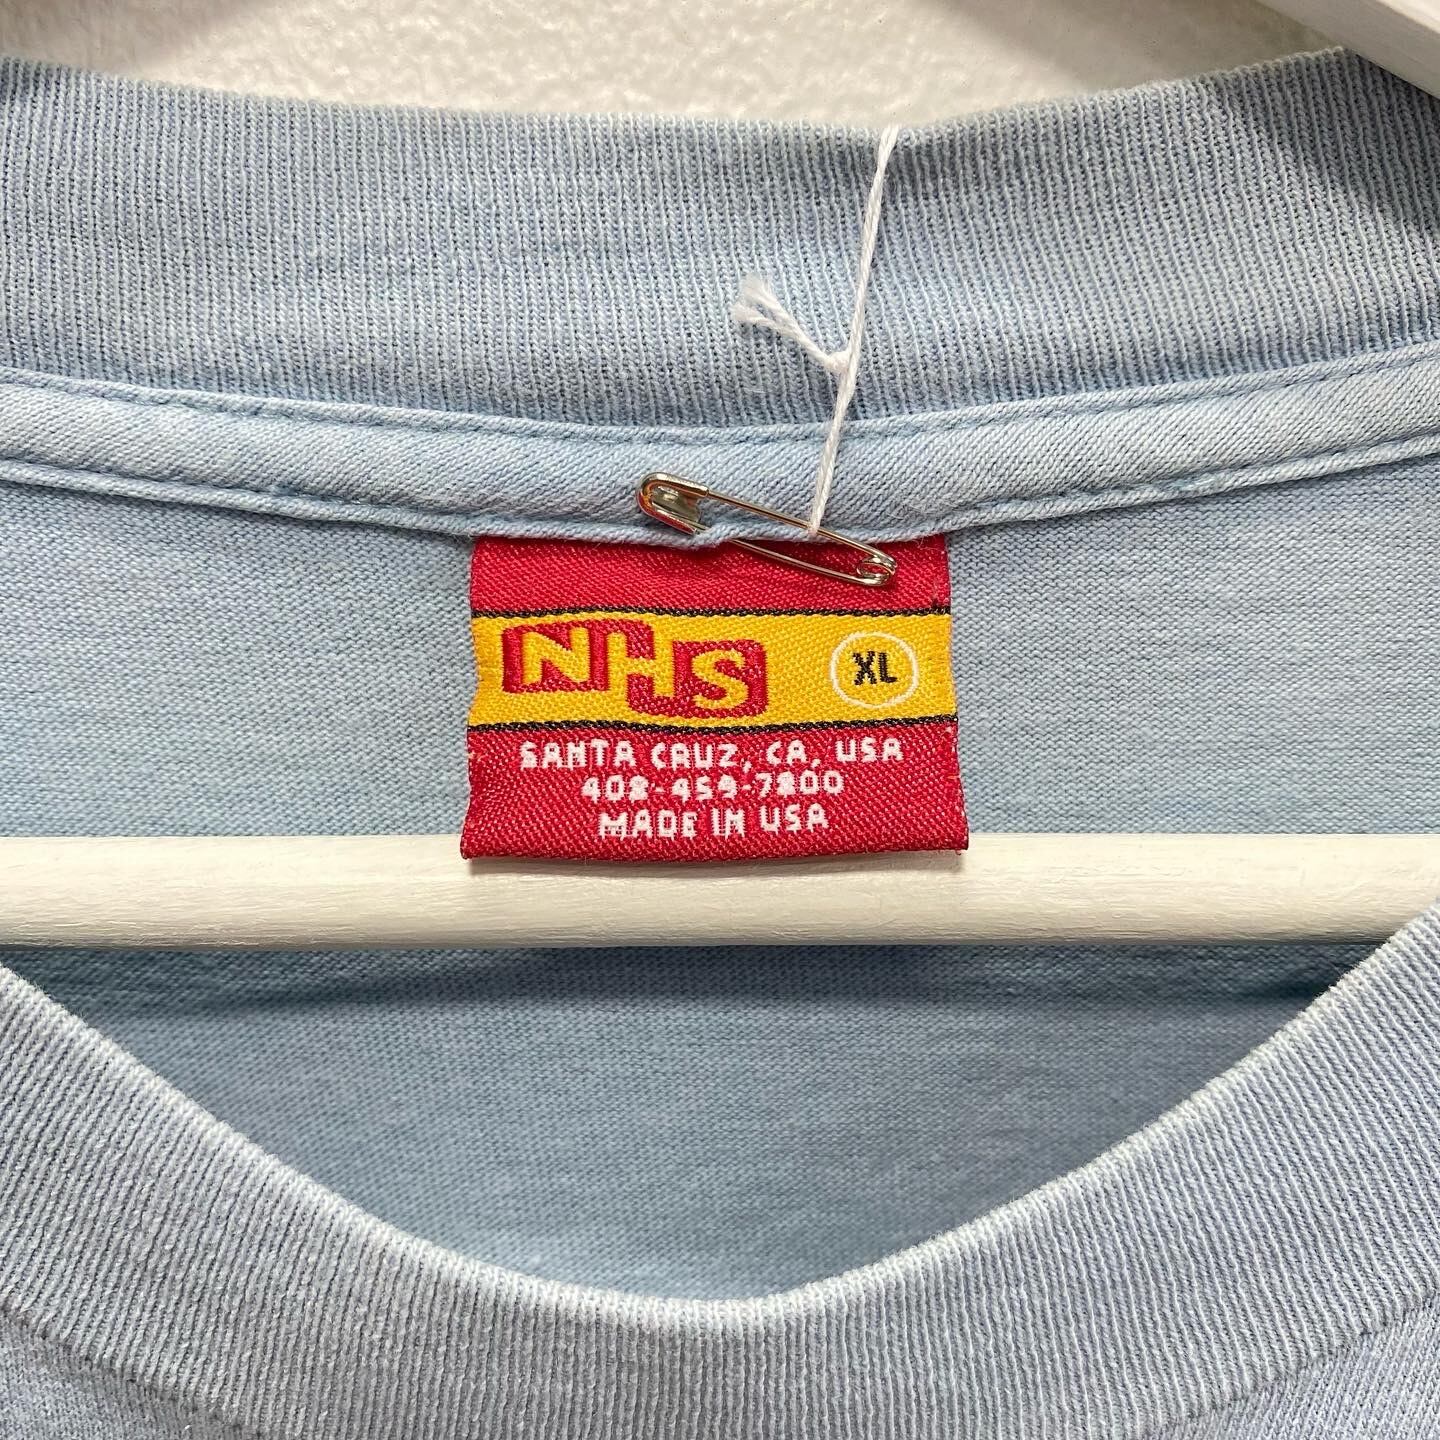 NHS XL
SANTA CRUZ, CA, USA
408-459-7800
MADE IN USA